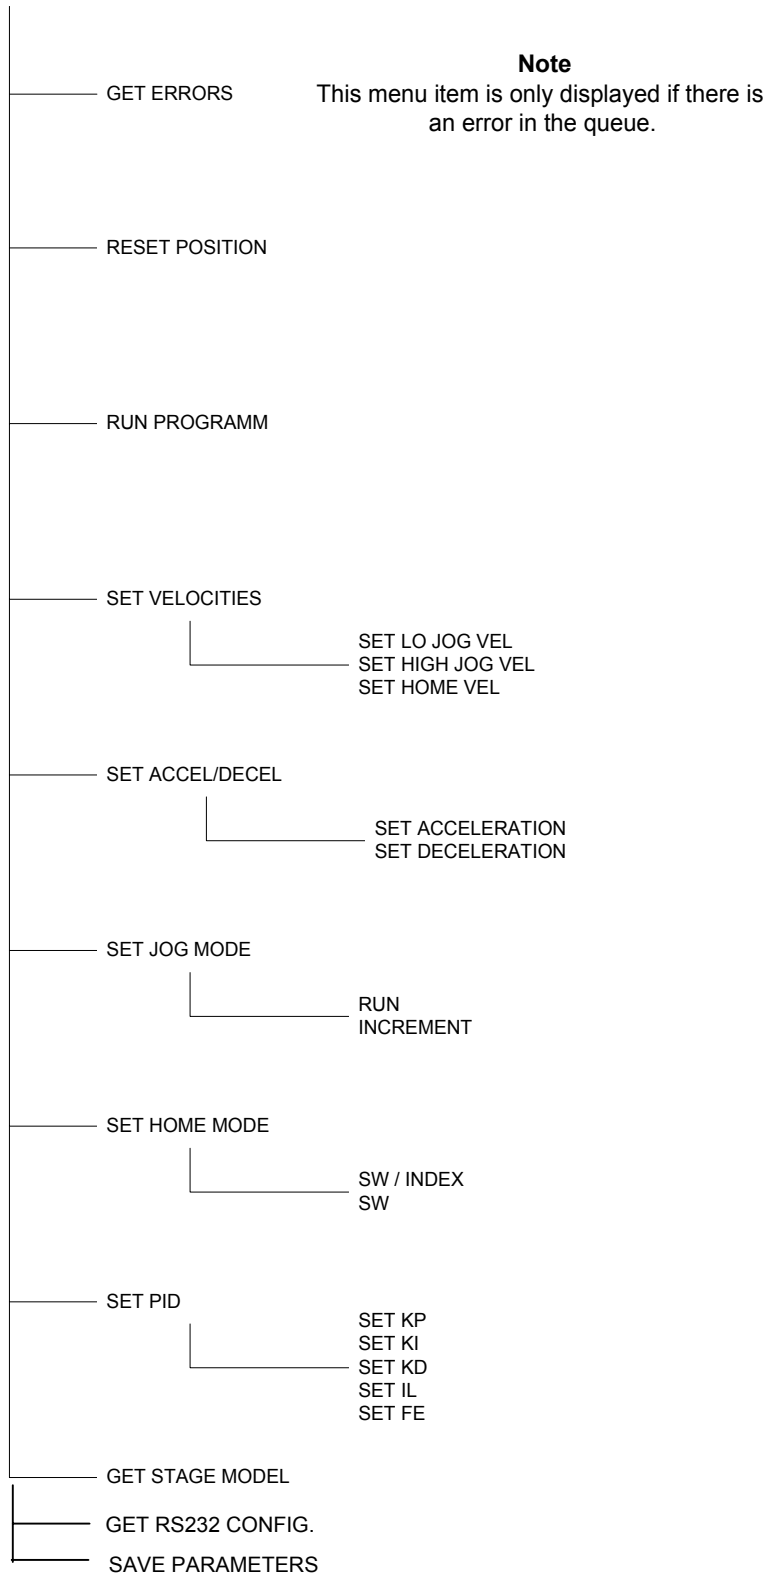 Note
GET ERRORS
This menu item is only displayed if there is
an error in the queue.
RESET POSITION
RUN PROGRAMM
SET VELOCITIES
SET LO JOG VEL
SET HIGH JOG VEL
SET HOME VEL
SET ACCEL/DECEL
SET ACCELERATION
SET DECELERATION
SET JOG MODE
RUN
INCREMENT
SET HOME MODE
SW / INDEX
SW
SET PID
SET KP
SET KI
SET KD
SET IL
SET FE
GET STAGE MODEL
GET RS232 CONFIG.
SAVE PARAMETERS